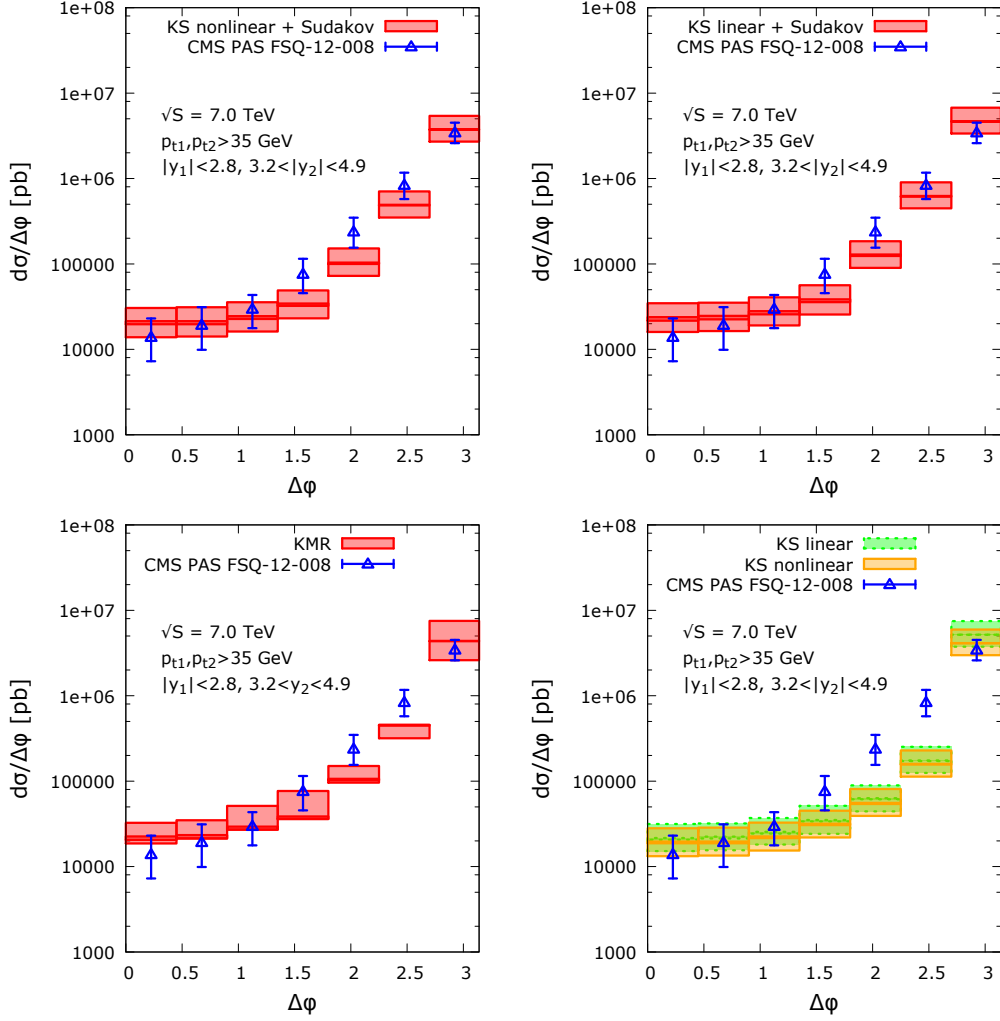 KS nonlinear + Sudakov
CMS PAS FSQ-12-008
√S = 7.0 TeV
pt1,pt2>35 GeV
|y1|<2.8, 3.2<|y2|<4.9
dσ/Δφ [pb]
1e+08
1e+07
1e+06
100000
10000
1000
0 0.5 1 1.5 2 2.5 3
Δφ
KS linear + Sudakov
CMS PAS FSQ-12-008
√S = 7.0 TeV
pt1,pt2>35 GeV
|y1|<2.8, 3.2<|y2|<4.9
dσ/Δφ [pb]
1e+08
1e+07
1e+06
100000
10000
1000
0 0.5 1 1.5 2 2.5 3
Δφ
KMR
CMS PAS FSQ-12-008
√S = 7.0 TeV
pt1,pt2>35 GeV
|y1|<2.8, 3.2<y2<4.9
dσ/Δφ [pb]
1e+08
1e+07
1e+06
100000
10000
1000
0 0.5 1 1.5 2 2.5 3
Δφ
KS linear
KS nonlinear
CMS PAS FSQ-12-008
√S = 7.0 TeV
pt1,pt2>35 GeV
|y1|<2.8, 3.2<|y2|<4.9
dσ/Δφ [pb]
1e+08
1e+07
1e+06
100000
10000
1000
0 0.5 1 1.5 2 2.5 3
Δφ